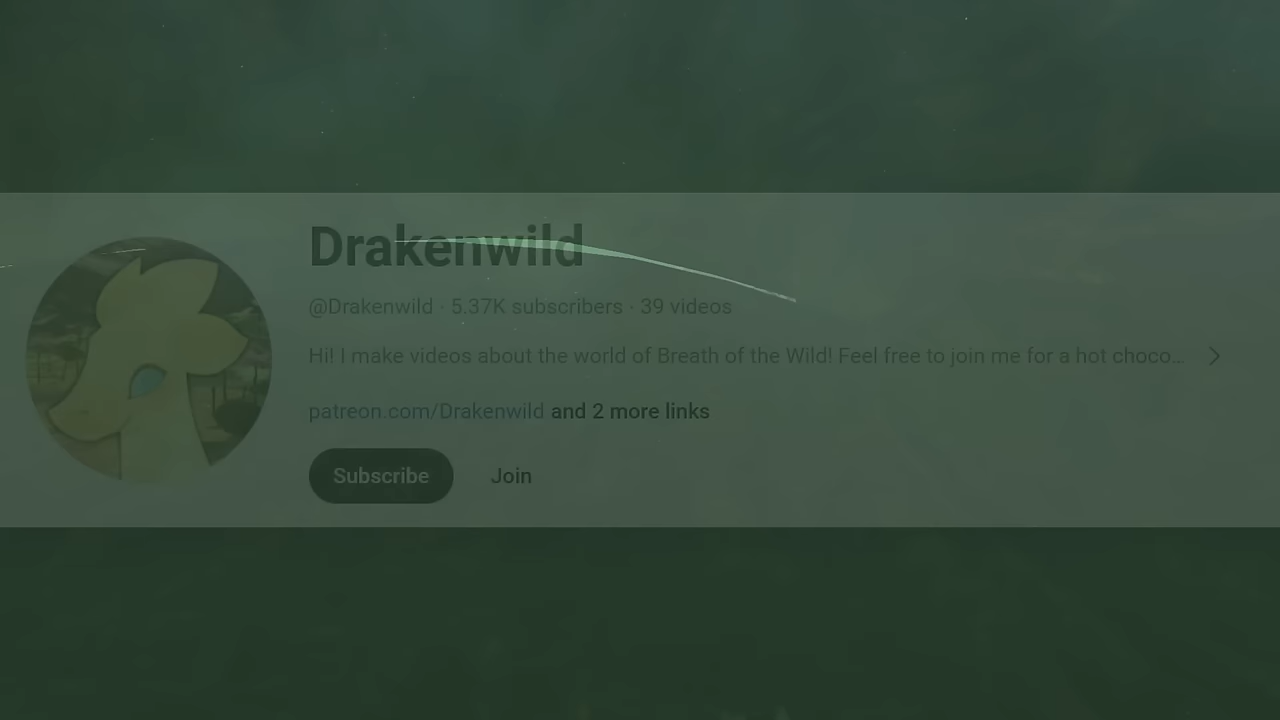 Drakenwild
@Drakenwild · 5.37K subscribers · 39 videos
Hi! I make videos about the world of Breath of the Wild! Feel free to join me for a hot choco...
patreon.com/Drakenwild and 2 more links
Subscribe Join